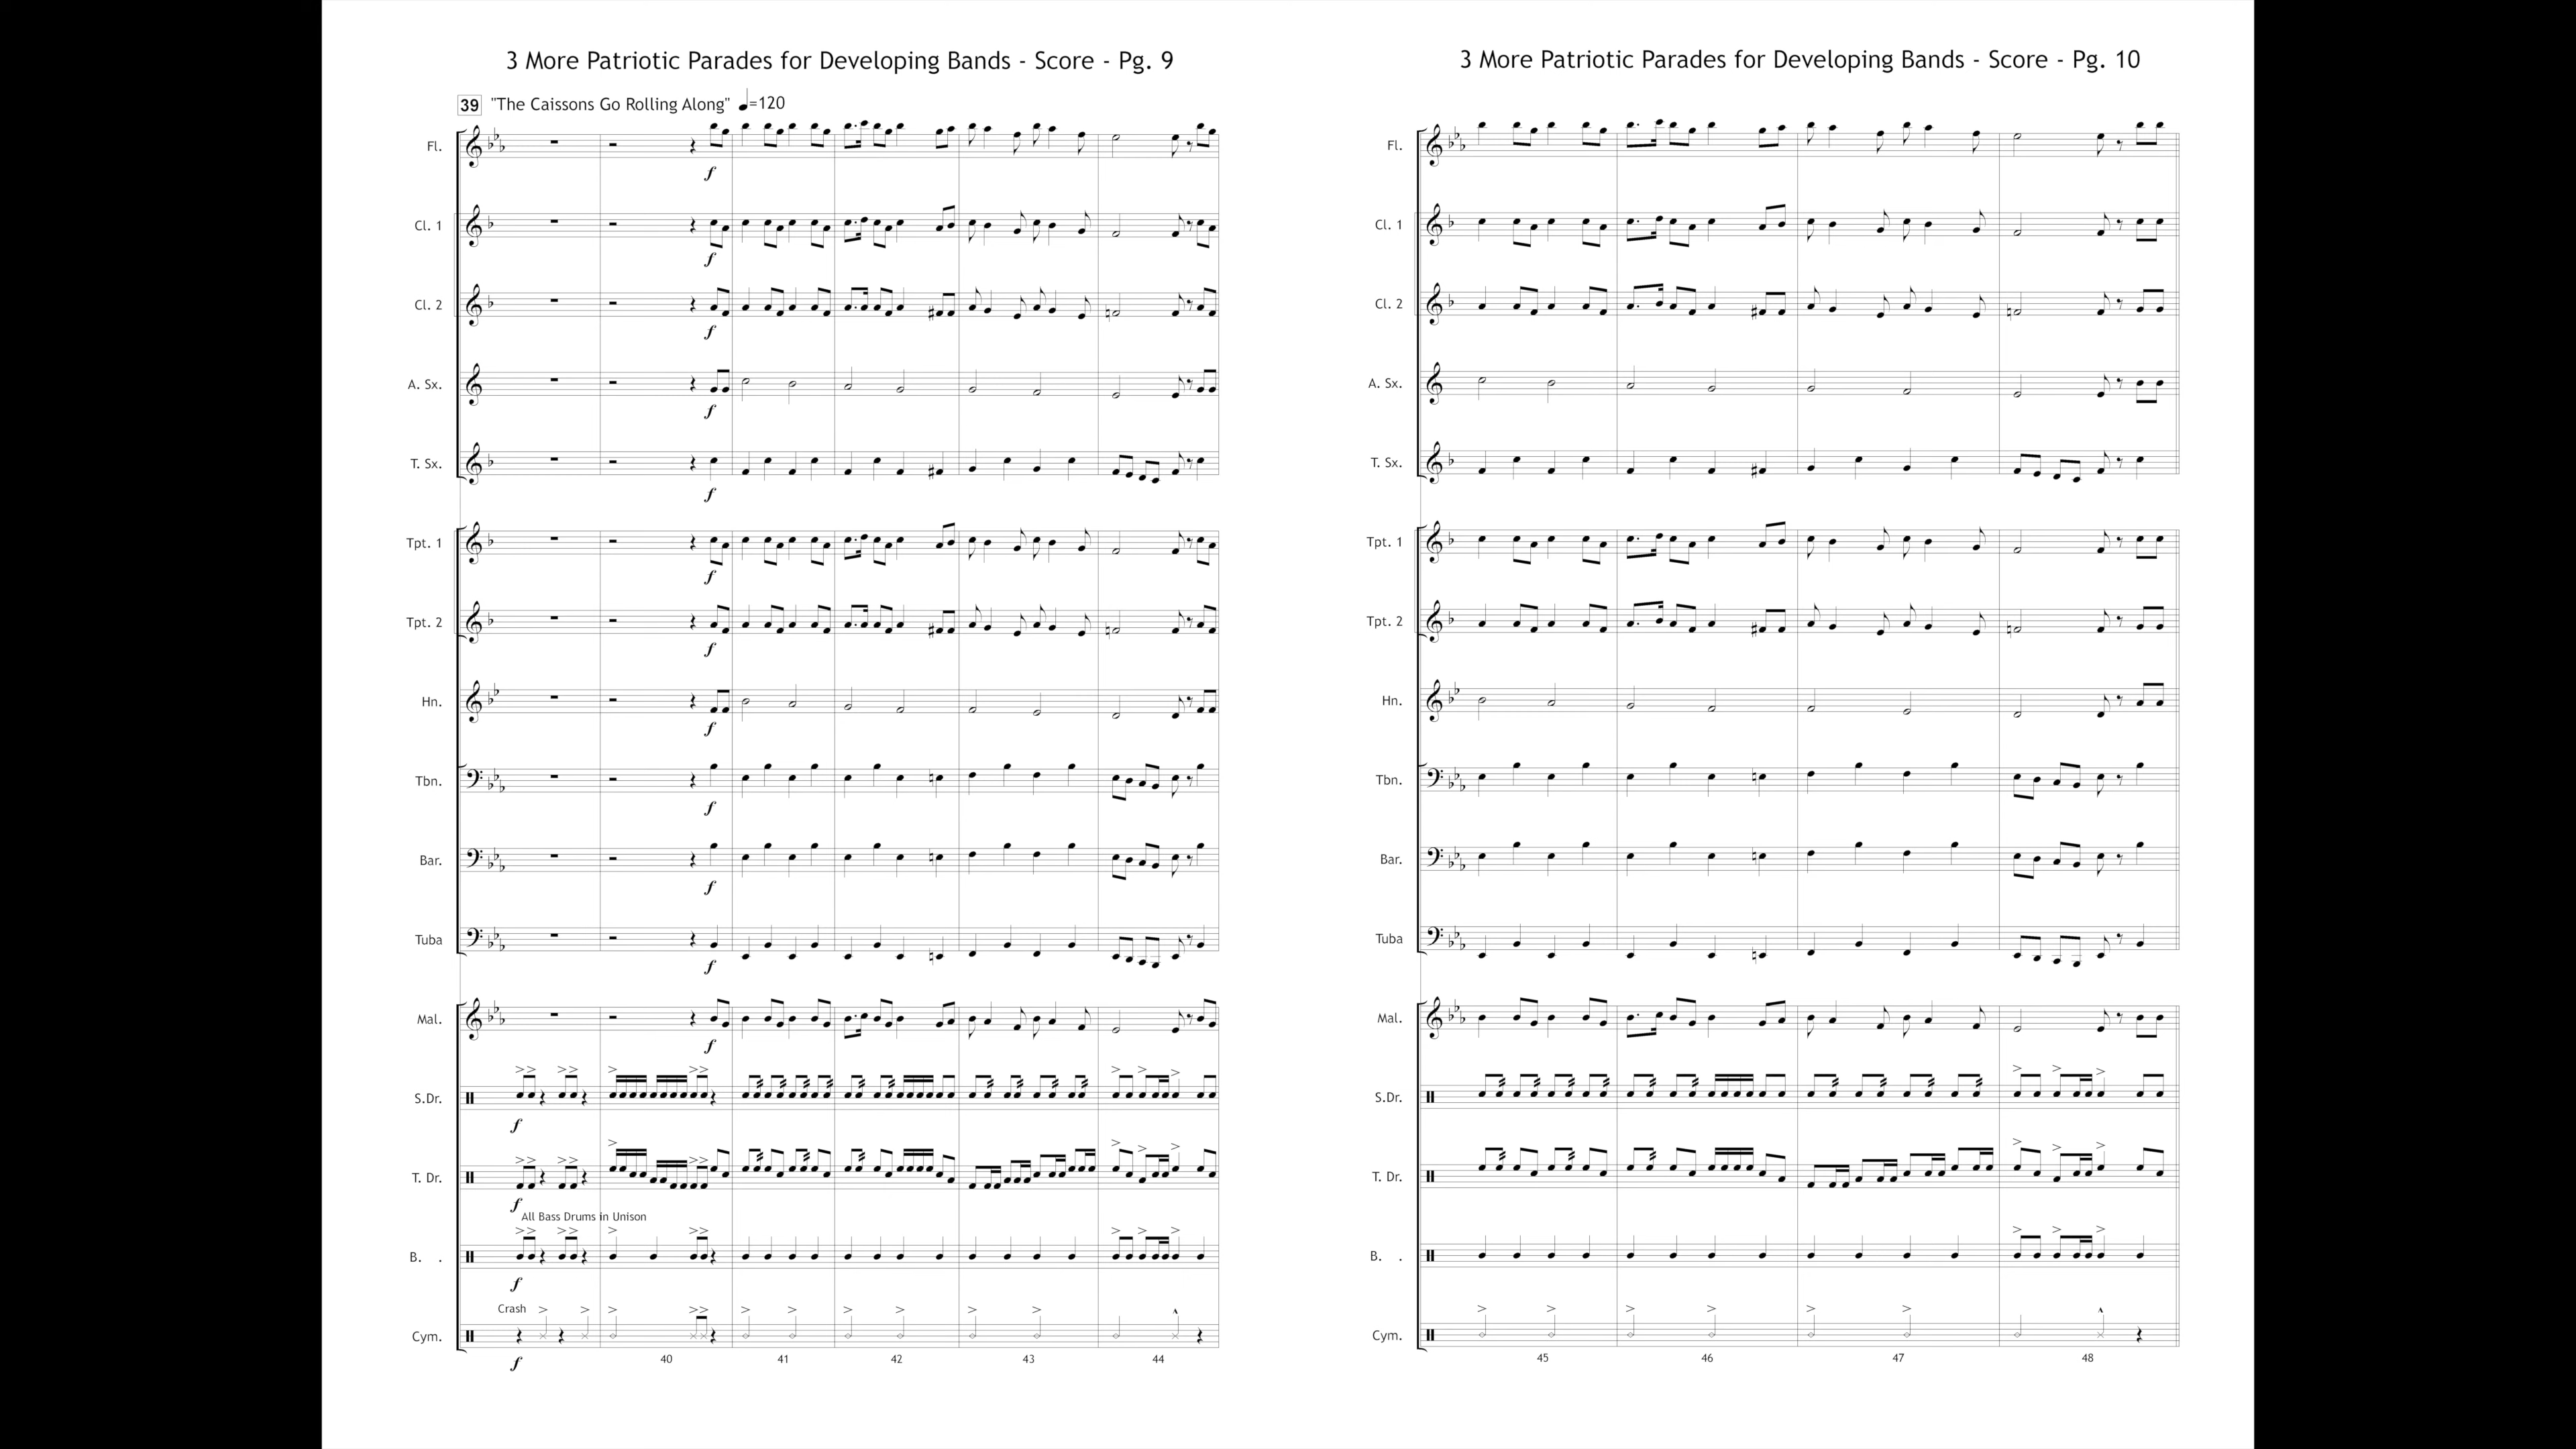 3 More Patriotic Parades for Developing Bands - Score - Pg. 9
39 "The Caissons Go Rolling Along" ♩=120
Fl.
f
Cl. 1
f
Cl. 2
f
A. Sx.
f
T. Sx.
f
Tpt. 1
f
Tpt. 2
f
Hn.
f
Tbn.
f
Bar.
f
Tuba
f
Mal.
f
S.Dr.
f
T. Dr.
f
All Bass Drums in Unison
B. .
f
Crash
Cym.
f
40 41 42 43 44
3 More Patriotic Parades for Developing Bands - Score - Pg. 10
Fl.
Cl. 1
Cl. 2
A. Sx.
T. Sx.
Tpt. 1
Tpt. 2
Hn.
Tbn.
Bar.
Tuba
Mal.
S.Dr.
T. Dr.
B. .
Cym.
45 46 47 48